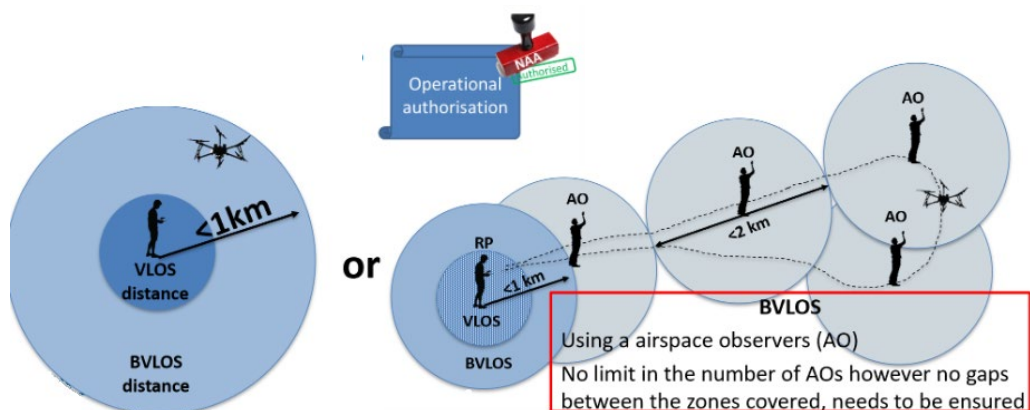 NAA
Authorised
Operational
authorisation
<1km
VLOS
distance
BVLOS
distance
or
RP
<1 km
VLOS
BVLOS
AO
AO
<2 km
AO
AO
BVLOS
Using a airspace observers (AO)
No limit in the number of AOs however no gaps
between the zones covered, needs to be ensured